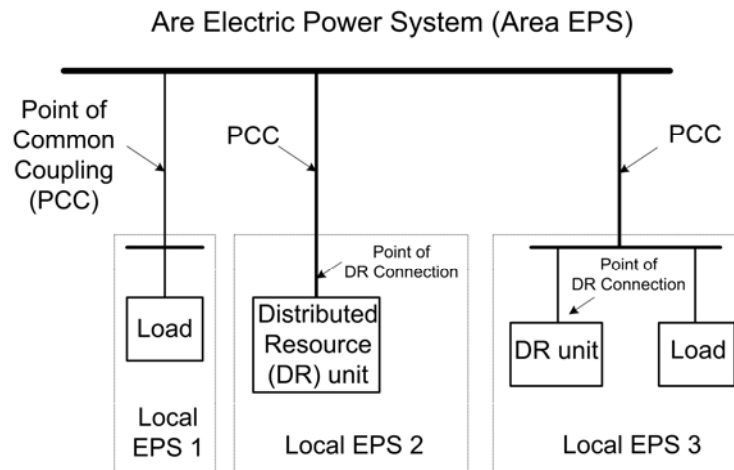 Are Electric Power System (Area EPS)
Point of
Common
Coupling
(PCC)
PCC
PCC
Point of
DR Connection
Point of
DR Connection
Load
Distributed
Resource
(DR) unit
DR unit
Load
Local
EPS 1
Local EPS 2
Local EPS 3